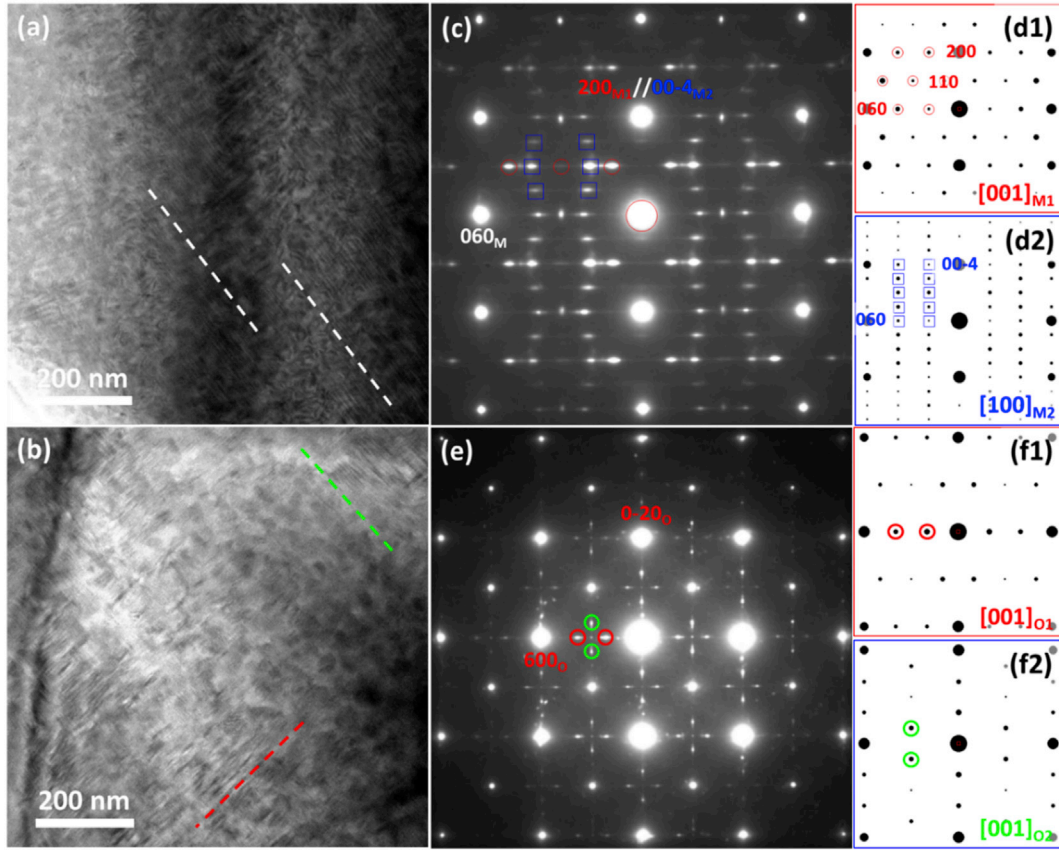 (a)
200 nm
(b)
200 nm
(c)
200M1//00-4M2
060M
(d1)
200
110
060
[001]M1
(d2)
00-4
060
[100]M2
(e)
0-20O
600O
(f1)
[001]O1
(f2)
[001]O2